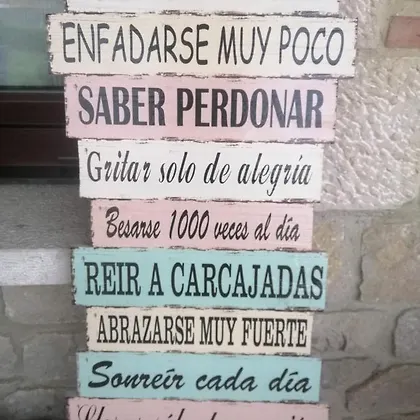 ENFADARSE MUY POCO
SABER PERDONAR
Gritar solo de alegría
Besarse 1000 veces al día
REIR A CARCAJADAS
ABRAZARSE MUY FUERTE
Sonreír cada día